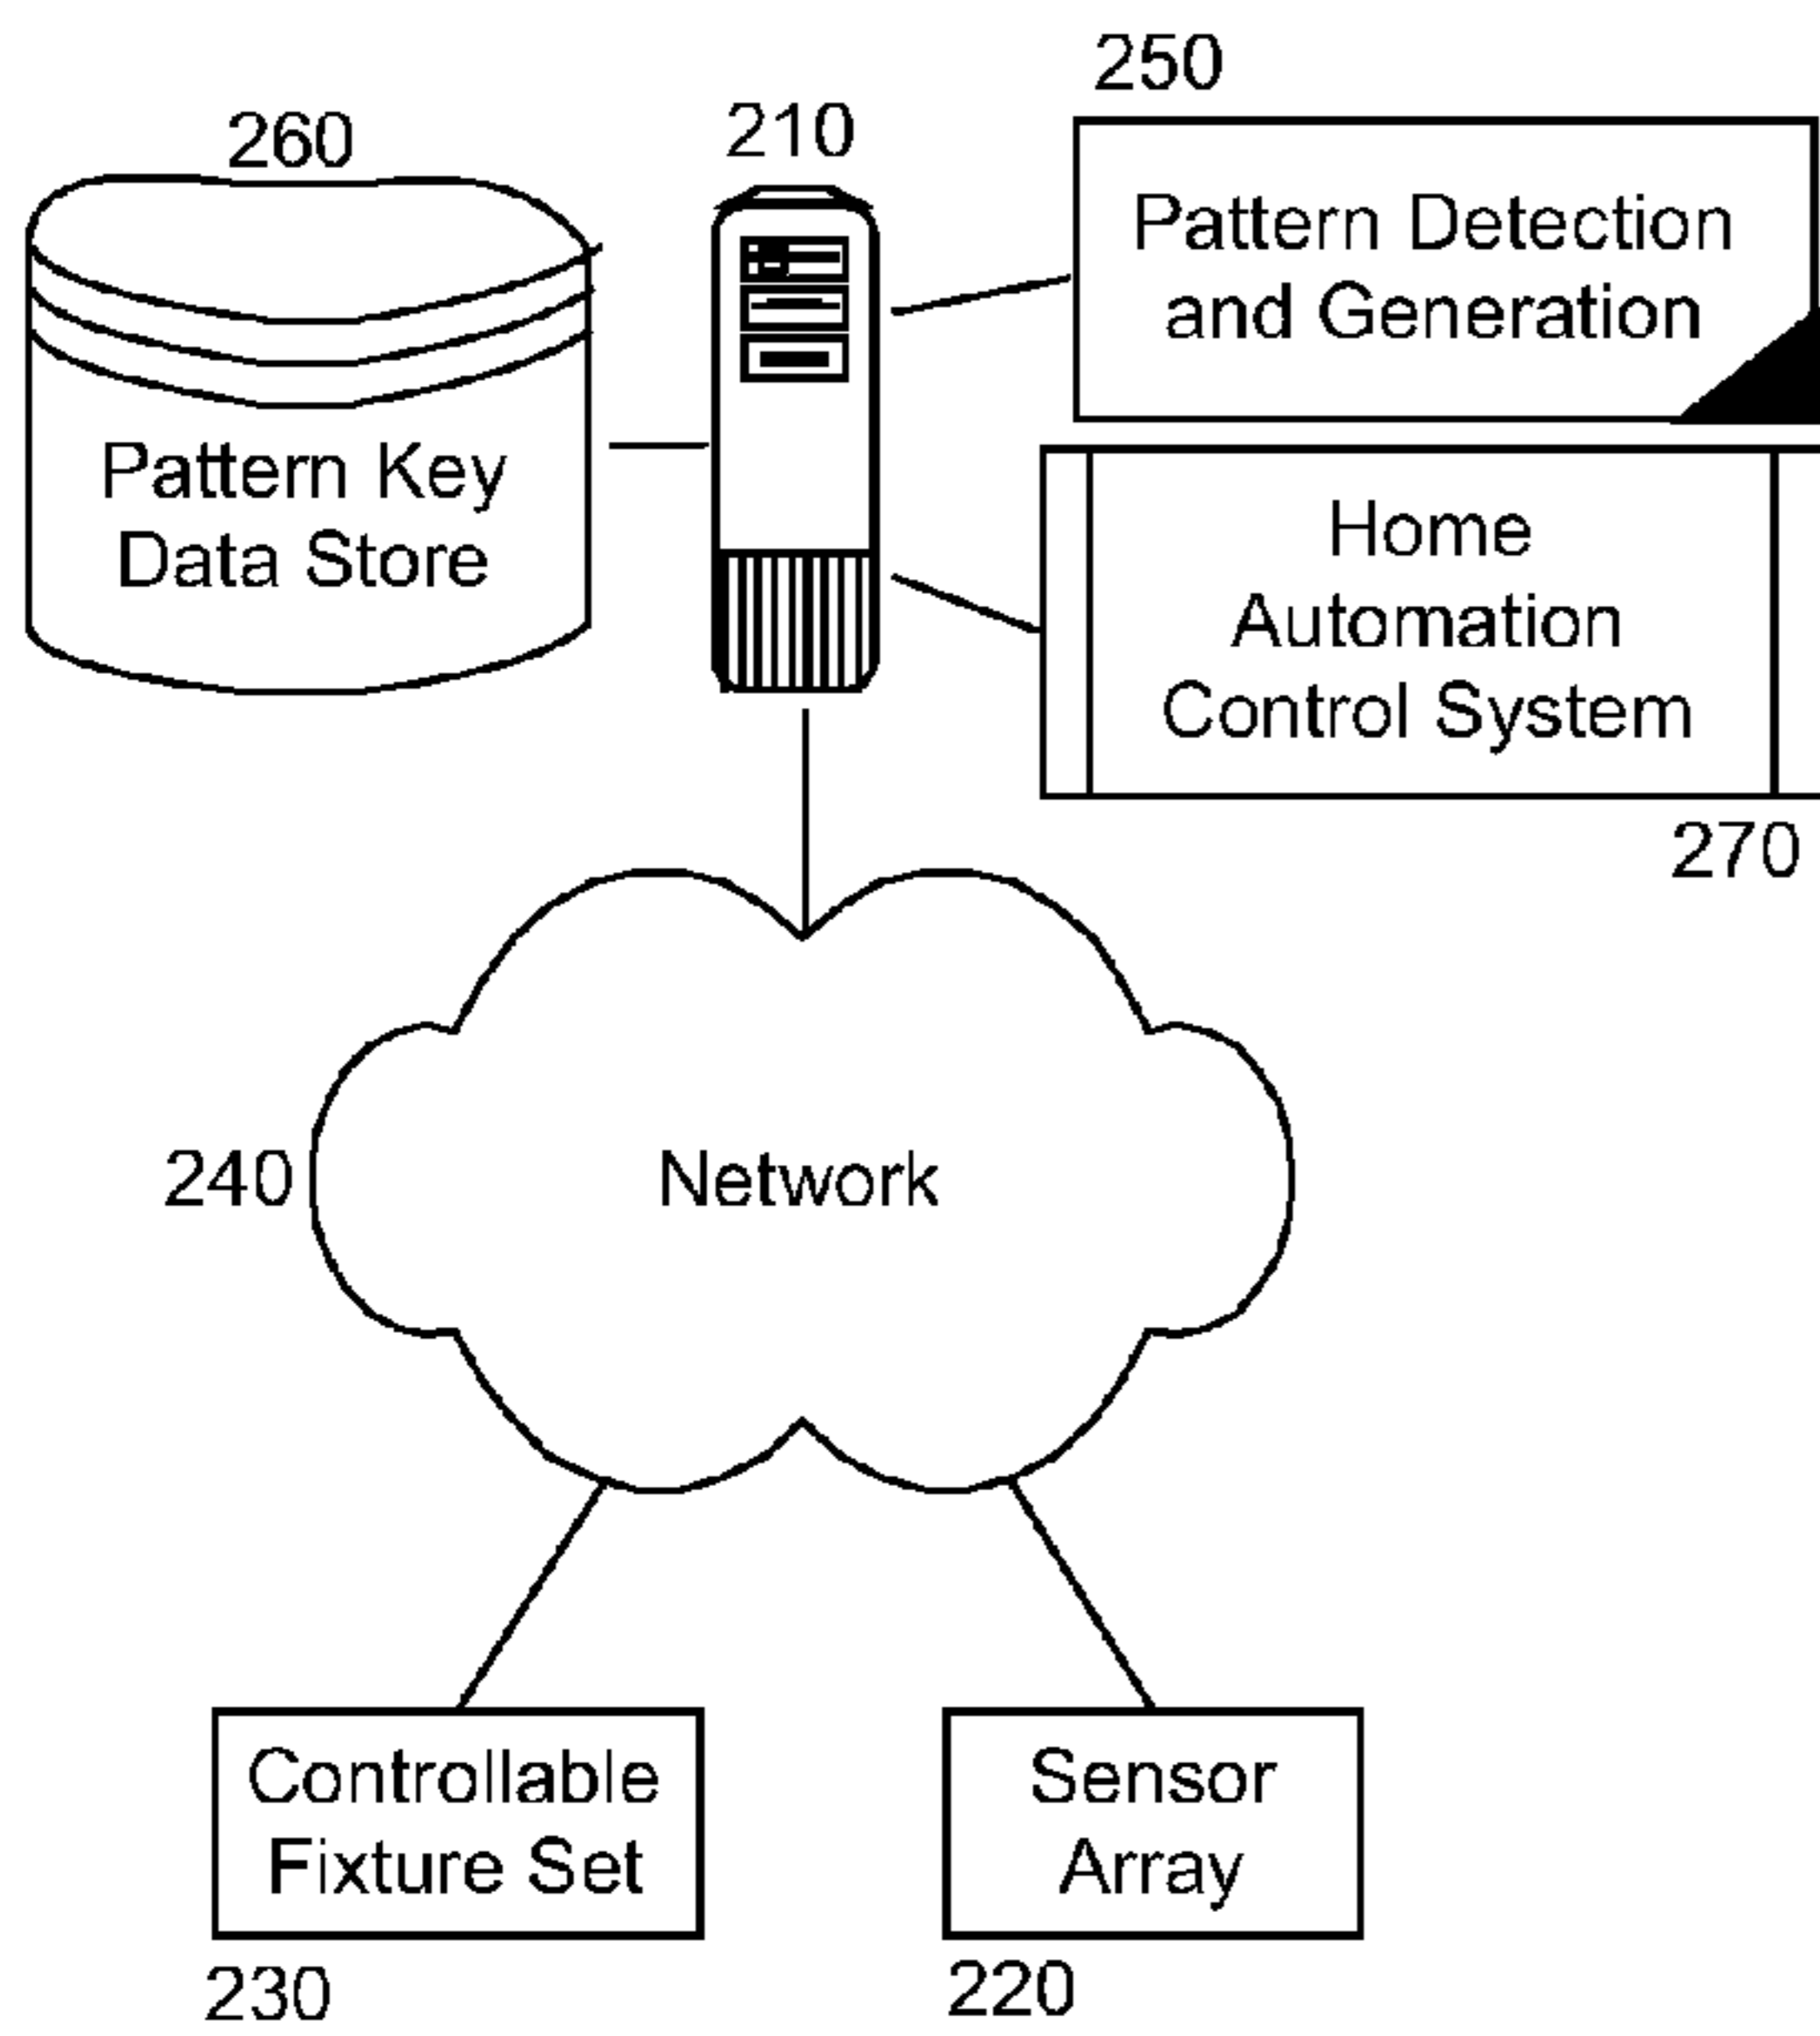 250
260
210
Pattern Detection
and Generation
Pattern Key
Data Store
Home
Automation
Control System
270
240
Network
Controllable
Fixture Set
Sensor
Array
230
220